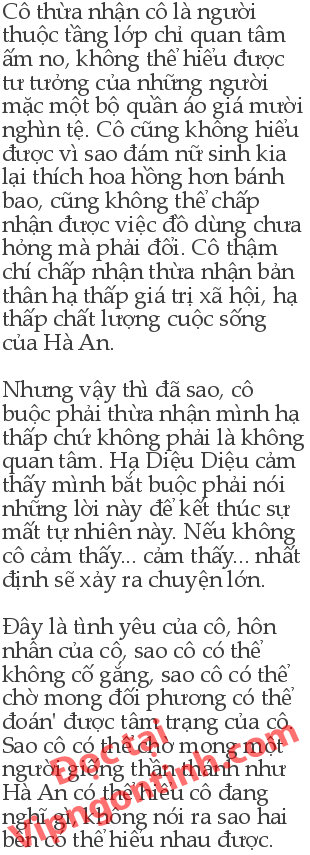 Cô thừa nhận cô là người
thuộc tầng lớp chỉ quan tâm
ấm no, không thể hiểu được
tư tưởng của những người
mặc một bộ quần áo giá mười
nghìn tệ. Cô cũng không hiểu
được vì sao đám nữ sinh kia
lại thích hoa hồng hơn bánh
bao, cũng không thể chấp
nhận được việc đồ dùng chưa
hỏng mà phải đổi. Cô thậm
chí chấp nhận thừa nhận bản
thân hạ thấp giá trị xã hội, hạ
thấp chất lượng cuộc sống
của Hà An.
Nhưng vậy thì đã sao, cô
buộc phải thừa nhận mình hạ
thấp chứ không phải là không
quan tâm. Hạ Diệu Diệu cảm
thấy mình bắt buộc phải nói
những lời này để kết thúc sự
mất tự nhiên này. Nếu không
cô cảm thấy... cảm thấy... nhất
định sẽ xảy ra chuyện lớn.
Đây là tình yêu của cô, hôn
nhân của cô, sao cô có thể
không cố gắng, sao cô có thể
chờ mong đối phương có thể
đoán' được tâm trạng của cô.
Sao cô có thể chờ mong một
người giống thần thánh như
Hà An có thể hiểu cô đang
nghĩ gì, không nói ra sao hai
bên có thể hiểu nhau được.
Đọc tại
Vipngontinh.com